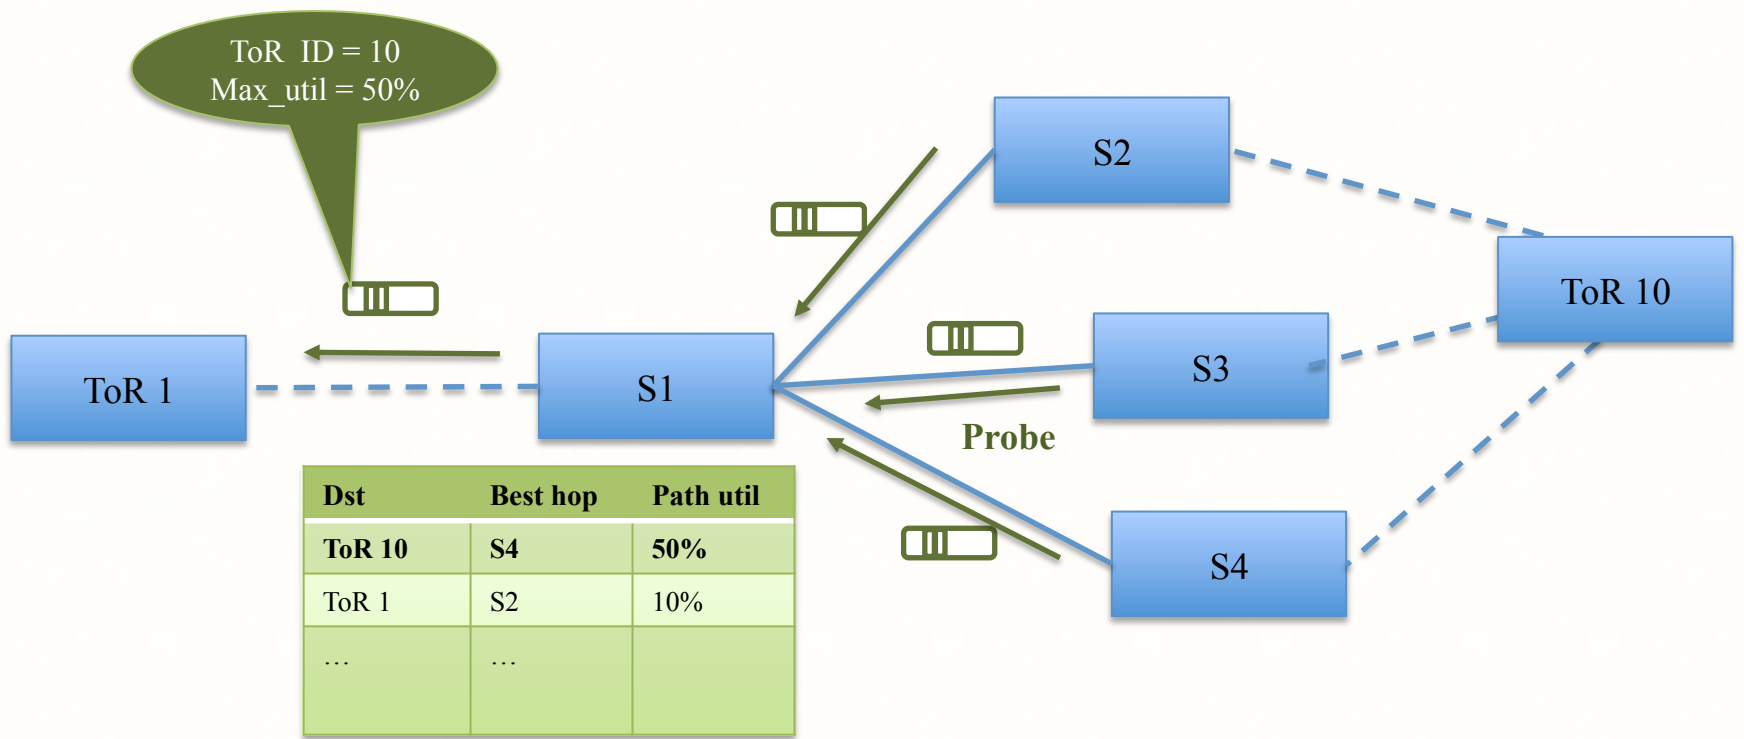 ToR ID = 10
Max_util = 50%
S2
ToR 10
S3
ToR 1
S1
Probe
S4
Dst Best hop Path util
ToR 10 S4 50%
ToR 1 S2 10%
… …